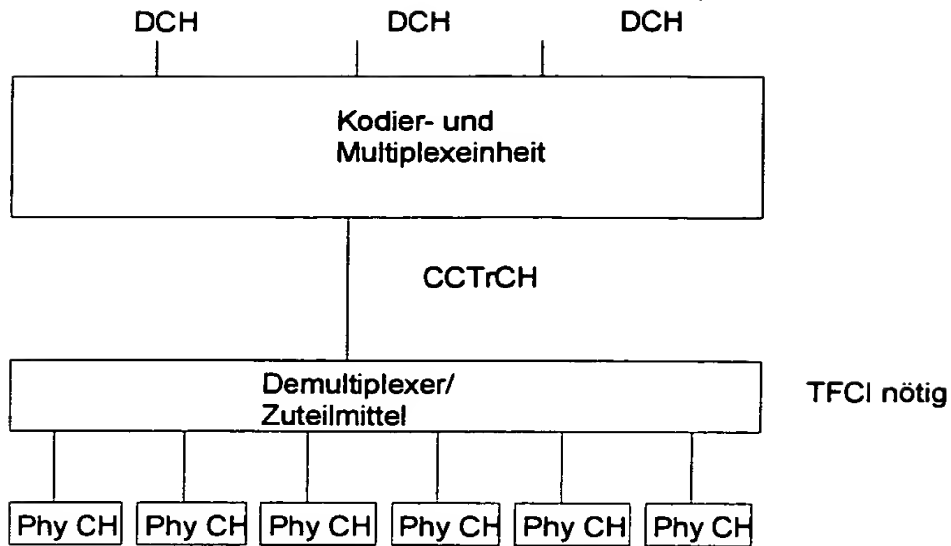 DCH DCH DCH
Kodier- und
Multiplexeinheit
CCTrCH
Demultiplexer/
Zuteilmittel
TFCI nötig
Phy CH Phy CH Phy CH Phy CH Phy CH Phy CH